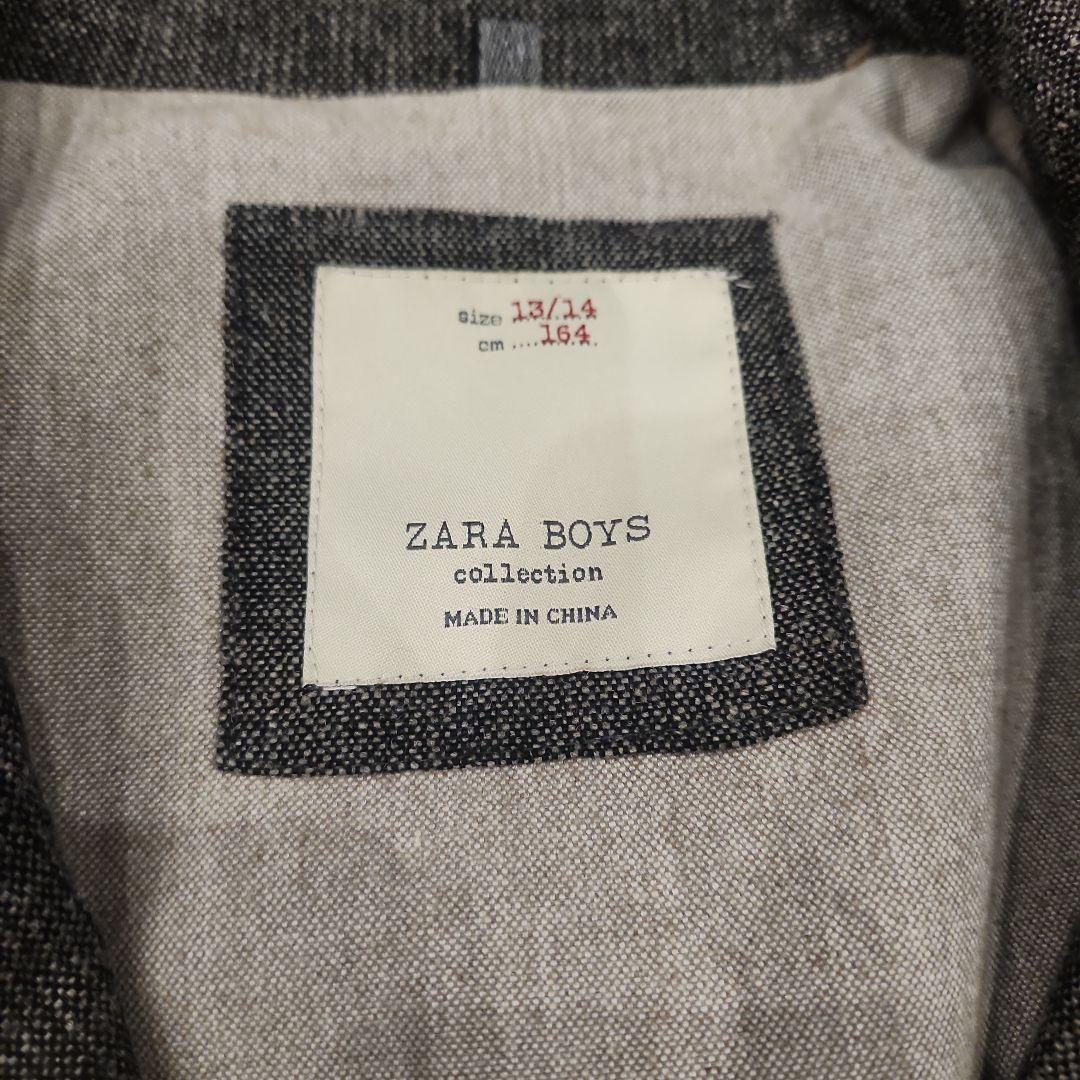 size 13/14
cm 164
ZARA BOYS
collection
MADE IN CHINA